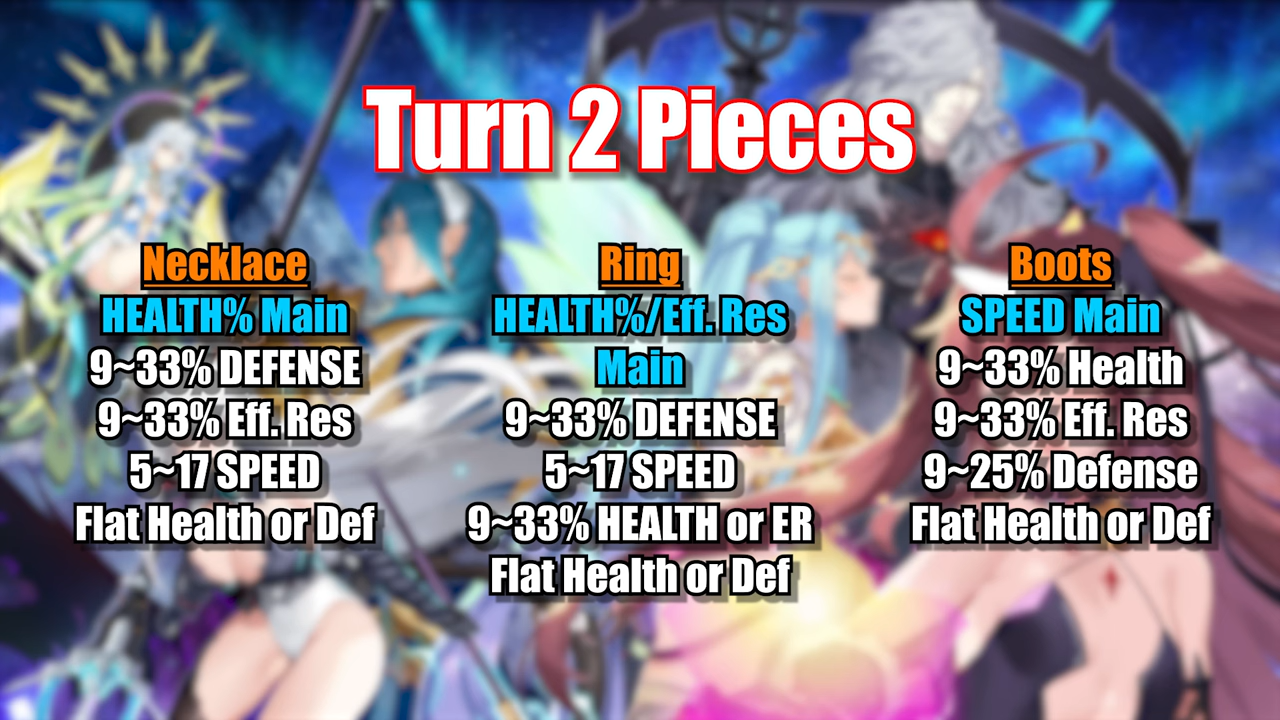 Turn 2 Pieces
Necklace
HEALTH% Main
9~33% DEFENSE
9~33% Eff. Res
5~17 SPEED
Flat Health or Def
Ring
HEALTH%/Eff. Res
Main
9~33% DEFENSE
5~17 SPEED
9~33% HEALTH or ER
Flat Health or Def
Boots
SPEED Main
9~33% Health
9~33% Eff. Res
9~25% Defense
Flat Health or Def